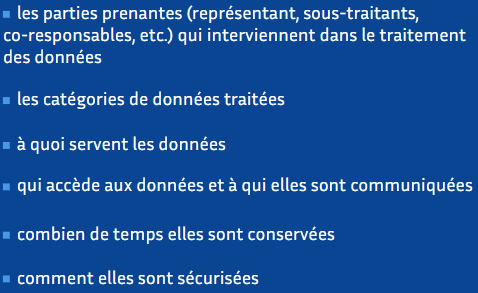 ▪ les parties prenantes (représentant, sous-traitants,
co-responsables, etc.) qui interviennent dans le traitement
des données
▪ les catégories de données traitées
▪ à quoi servent les données
▪ qui accède aux données et à qui elles sont communiquées
▪ combien de temps elles sont conservées
▪ comment elles sont sécurisées